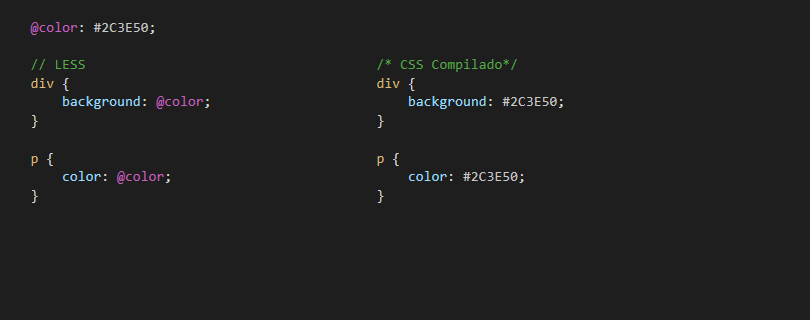 @color: #2C3E50;
// LESS
div {
    background: @color;
}
p {
    color: @color;
}
/* CSS Compilado*/
div {
    background: #2C3E50;
}
p {
    color: #2C3E50;
}